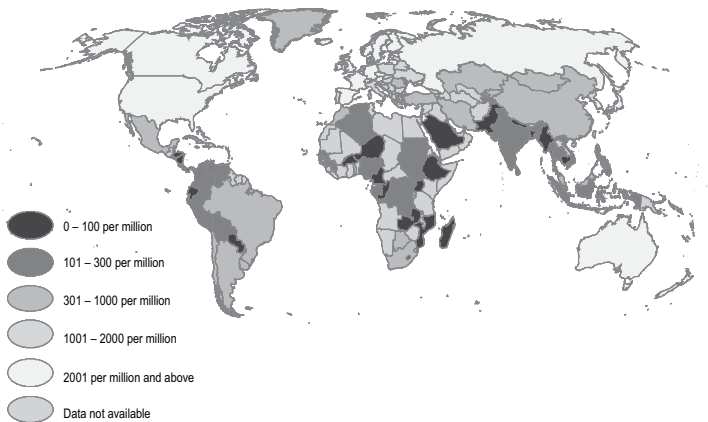 0 – 100 per million
101 – 300 per million
301 – 1000 per million
1001 – 2000 per million
2001 per million and above
Data not available